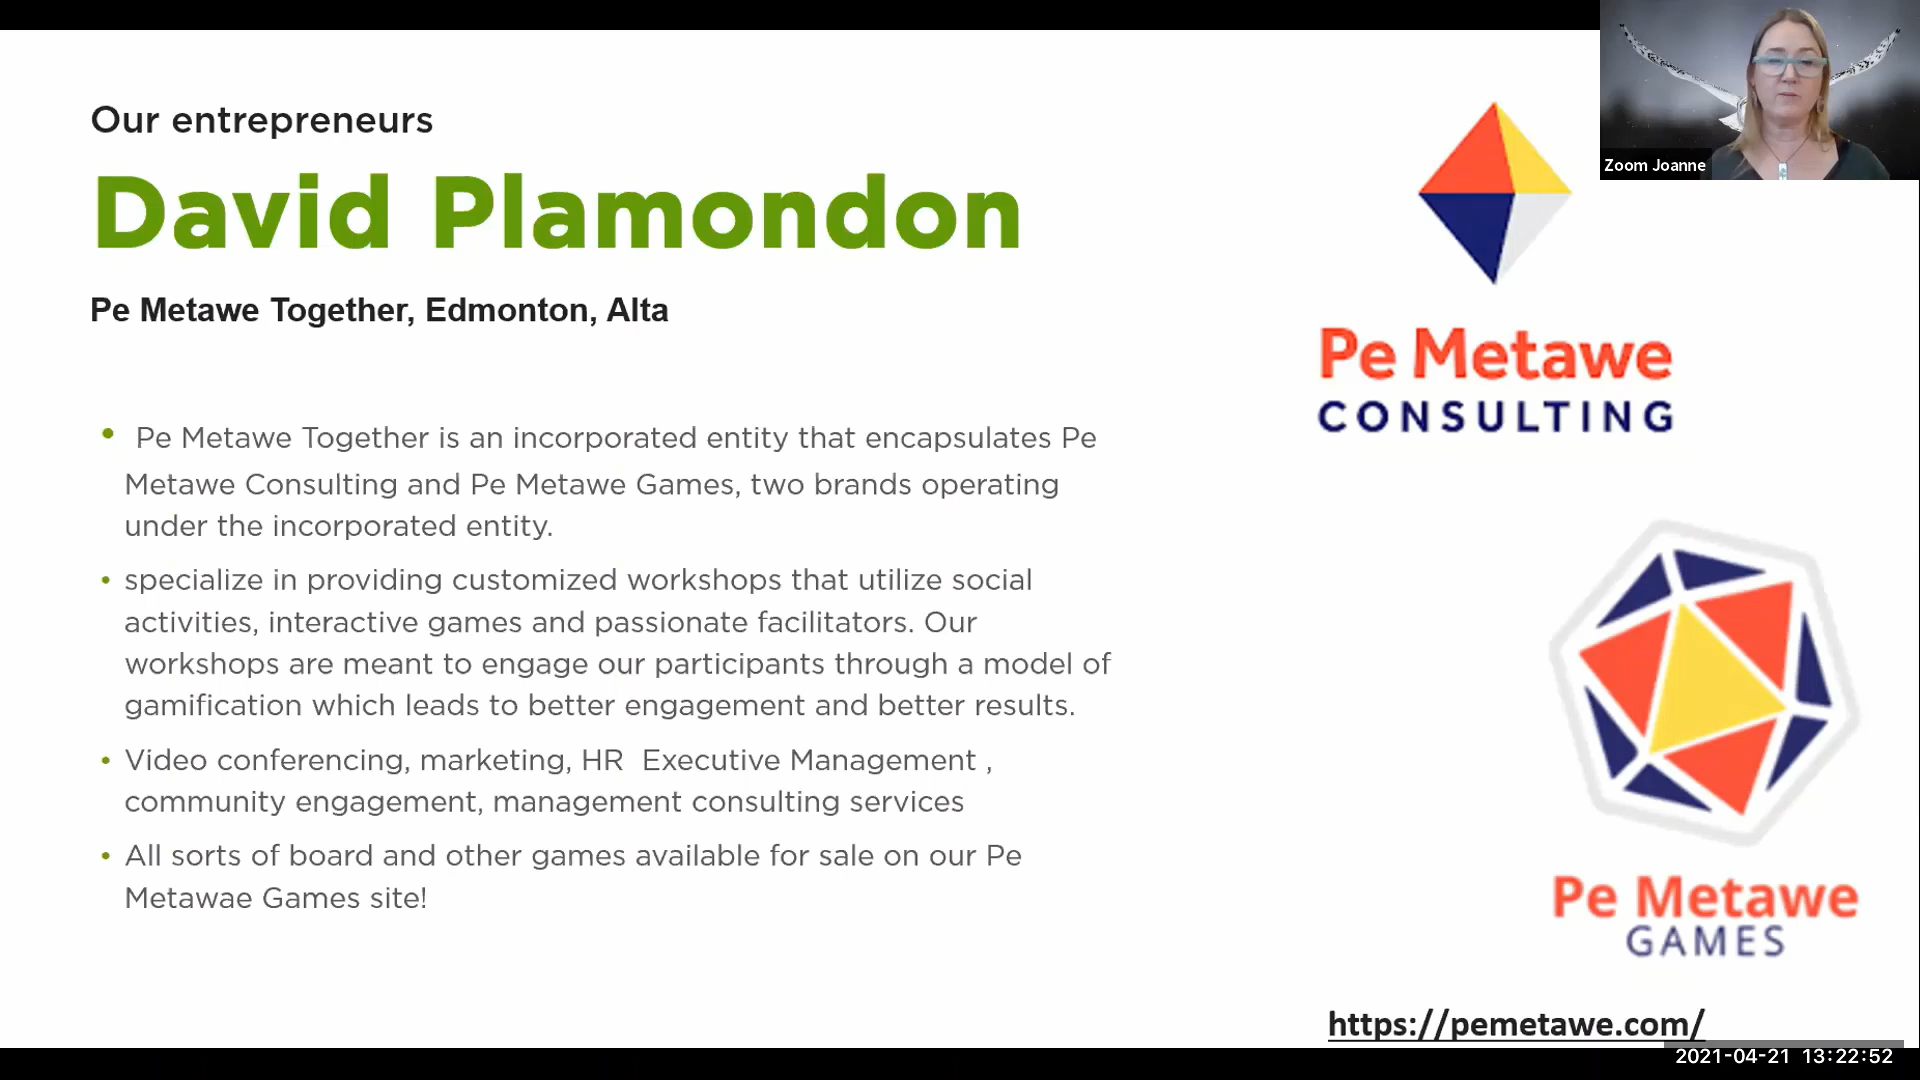 Our entrepreneurs
David Plamondon
Pe Metawe Together, Edmonton, Alta
• Pe Metawe Together is an incorporated entity that encapsulates Pe
Metawe Consulting and Pe Metawe Games, two brands operating
under the incorporated entity.
• specialize in providing customized workshops that utilize social
activities, interactive games and passionate facilitators. Our
workshops are meant to engage our participants through a model of
gamification which leads to better engagement and better results.
• Video conferencing, marketing, HR  Executive Management ,
community engagement, management consulting services
• All sorts of board and other games available for sale on our Pe
Metawae Games site!
Zoom Joanne
Pe Metawe
CONSULTING
Pe Metawe
GAMES
https://pemetawe.com/
2021-04-21 13:22:52